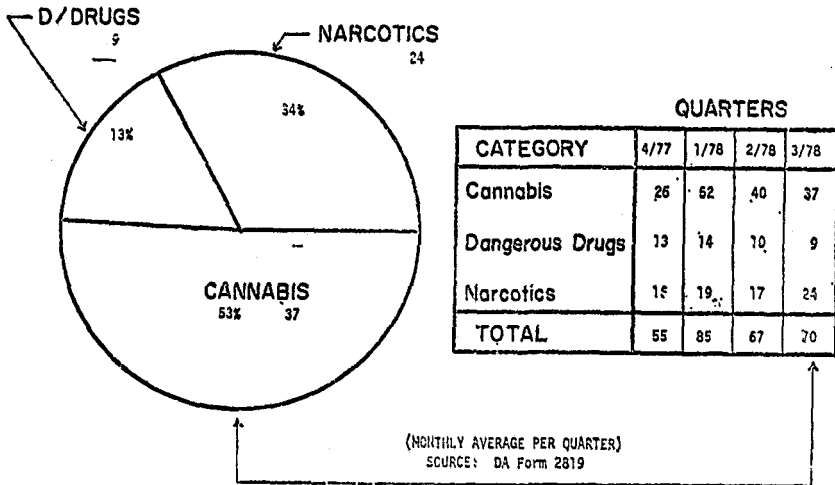 D/DRUGS
9
NARCOTICS
24
34%
13%
CANNABIS
53% 37
QUARTERS
CATEGORY 4/77 1/78 2/78 3/78
Cannabis 26 52 40 37
Dangerous Drugs 13 14 10 9
Narcotics 16 19 17 24
TOTAL 55 85 67 70
(MONTHLY AVERAGE PER QUARTER)
SOURCE: DA Form 2819